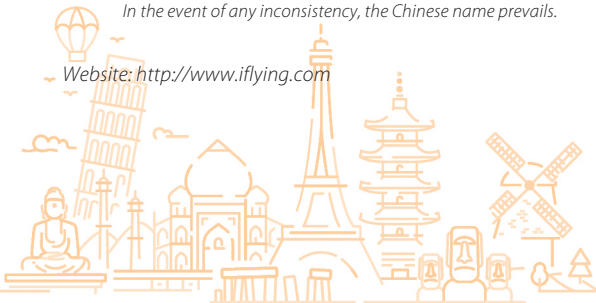 In the event of any inconsistency, the Chinese name prevails.
Website: http://www.iflying.com